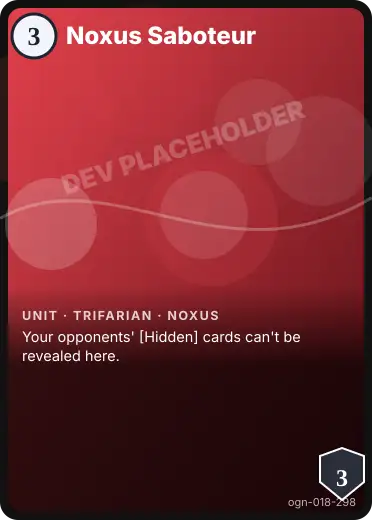 3 Noxus Saboteur
DEV PLACEHOLDER
UNIT · TRIFARIAN · NOXUS
Your opponents' [Hidden] cards can't be
revealed here.
3
ogn-018-298